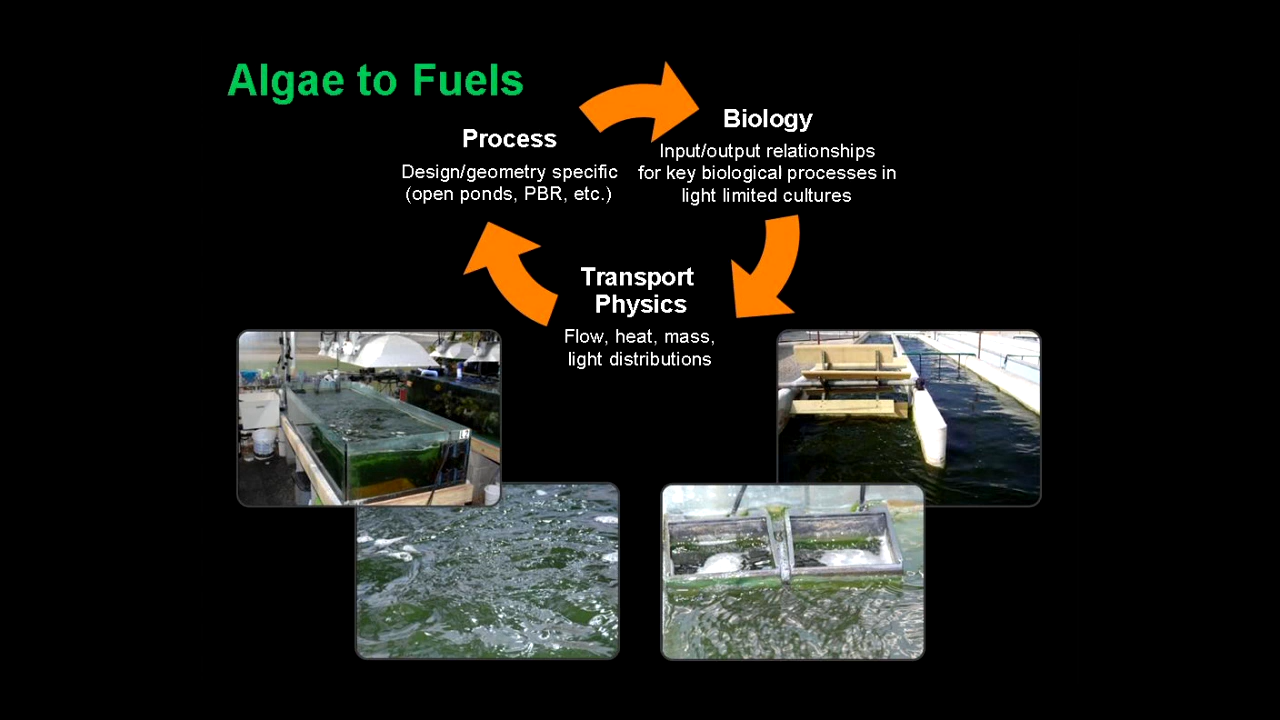 Algae to Fuels
Process
Design/geometry specific
(open ponds, PBR, etc.)
Biology
Input/output relationships
for key biological processes in
light limited cultures
Transport
Physics
Flow, heat, mass,
light distributions